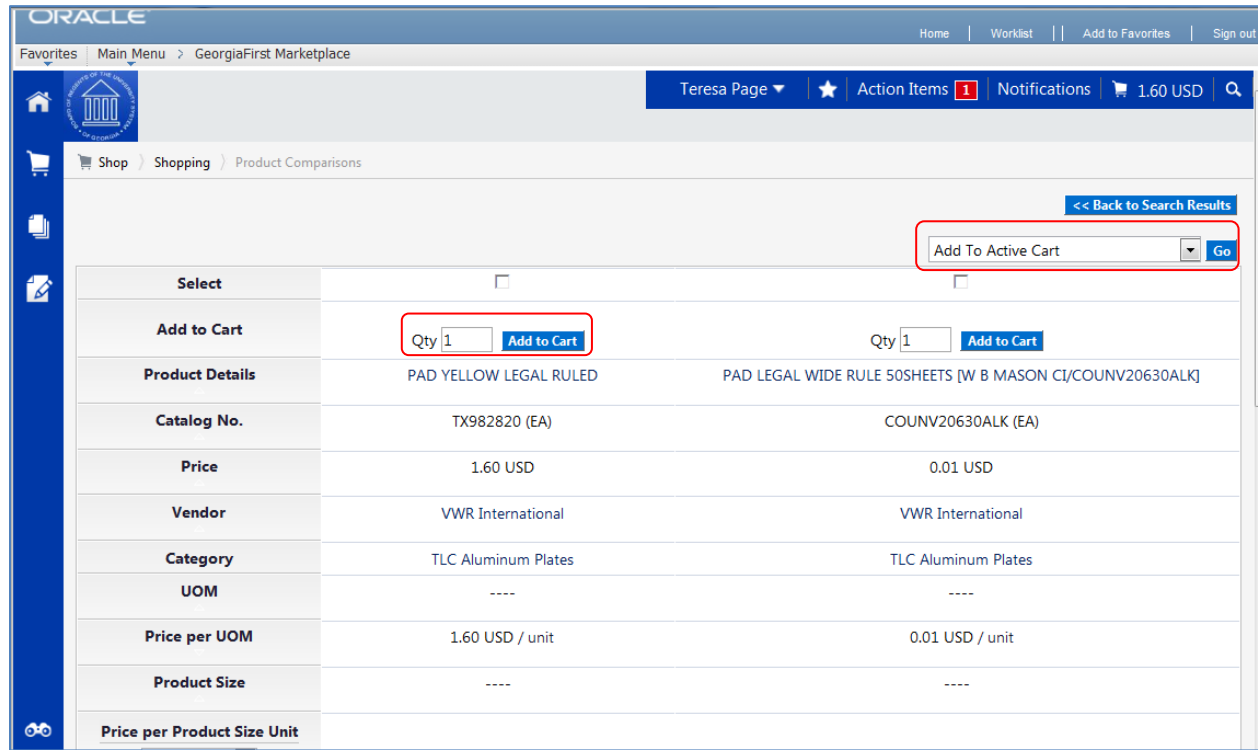 ORACLE
Home | Worklist | | Add to Favorites | Sign out
Favorites | Main Menu > GeorgiaFirst Marketplace
Teresa Page Action Items 1 Notifications 1.60 USD
Shop Shopping Product Comparisons
<< Back to Search Results
Add To Active Cart Go
Select
Add to Cart Qty 1 Add to Cart Qty 1 Add to Cart
Product Details PAD YELLOW LEGAL RULED PAD LEGAL WIDE RULE 50SHEETS [W B MASON CI/COUNV20630ALK]
Catalog No. TX982820 (EA) COUNV20630ALK (EA)
Price 1.60 USD 0.01 USD
Vendor VWR International VWR International
Category TLC Aluminum Plates TLC Aluminum Plates
UOM ---- ----
Price per UOM 1.60 USD / unit 0.01 USD / unit
Product Size ---- ----
Price per Product Size Unit